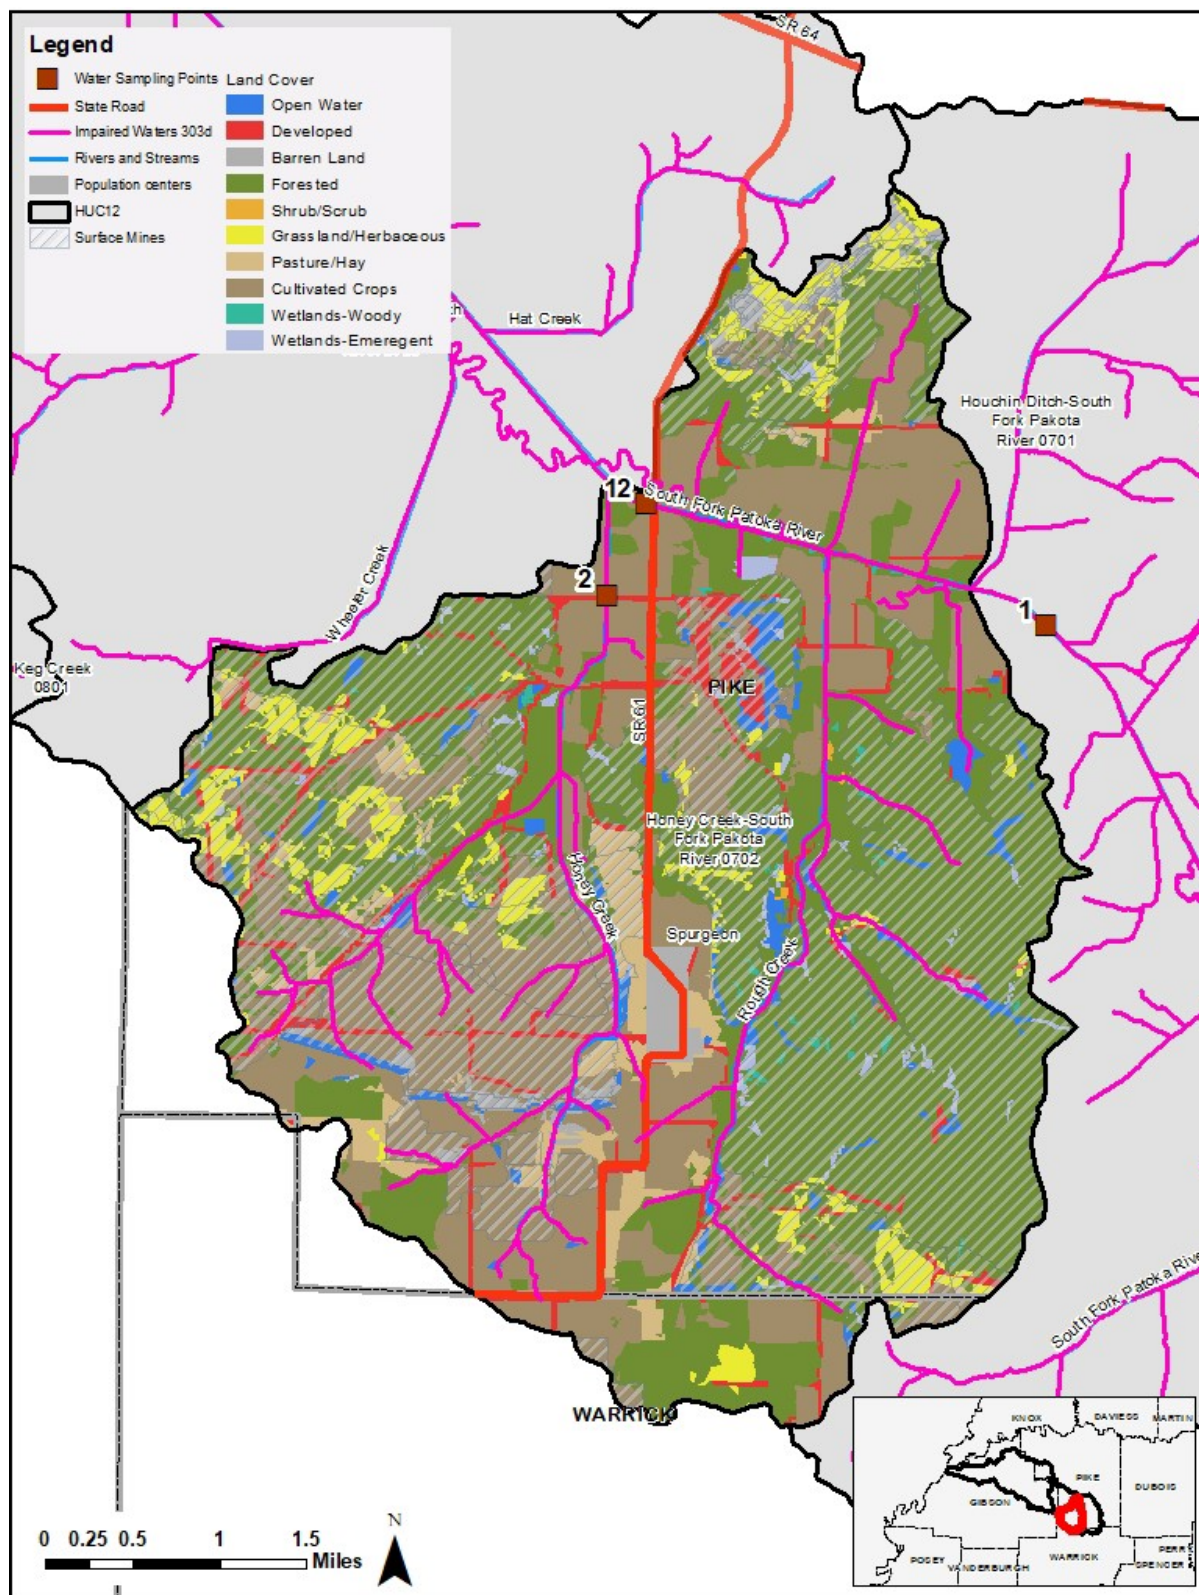 Legend
Water Sampling Points
State Road
Impaired Waters 303d
Rivers and Streams
Population centers
HUC12
Surface Mines
Land Cover
Open Water
Developed
Barren Land
Forested
Shrub/Scrub
Grassland/Herbaceous
Pasture/Hay
Cultivated Crops
Wetlands-Woody
Wetlands-Emeregent
SR 64
Hat Creek
Houchin Ditch-South
Fork Pakota
River 0701
12
South Fork Patoka River
2
1
Wheeler Creek
Keg Creek
0801
PIKE
SR 61
Honey Creek-South
Fork Pakota
River 0702
Honey Creek
Spurgeon
Rough Creek
South Fork Patoka River
WARRICK
KNOX
DAVIESS
MARTIN
PIKE
DUBOIS
GIBSON
POSEY
VANDERBURGH
WARRICK
PERRY
SPENCER
N
0 0.25 0.5 1 1.5
Miles